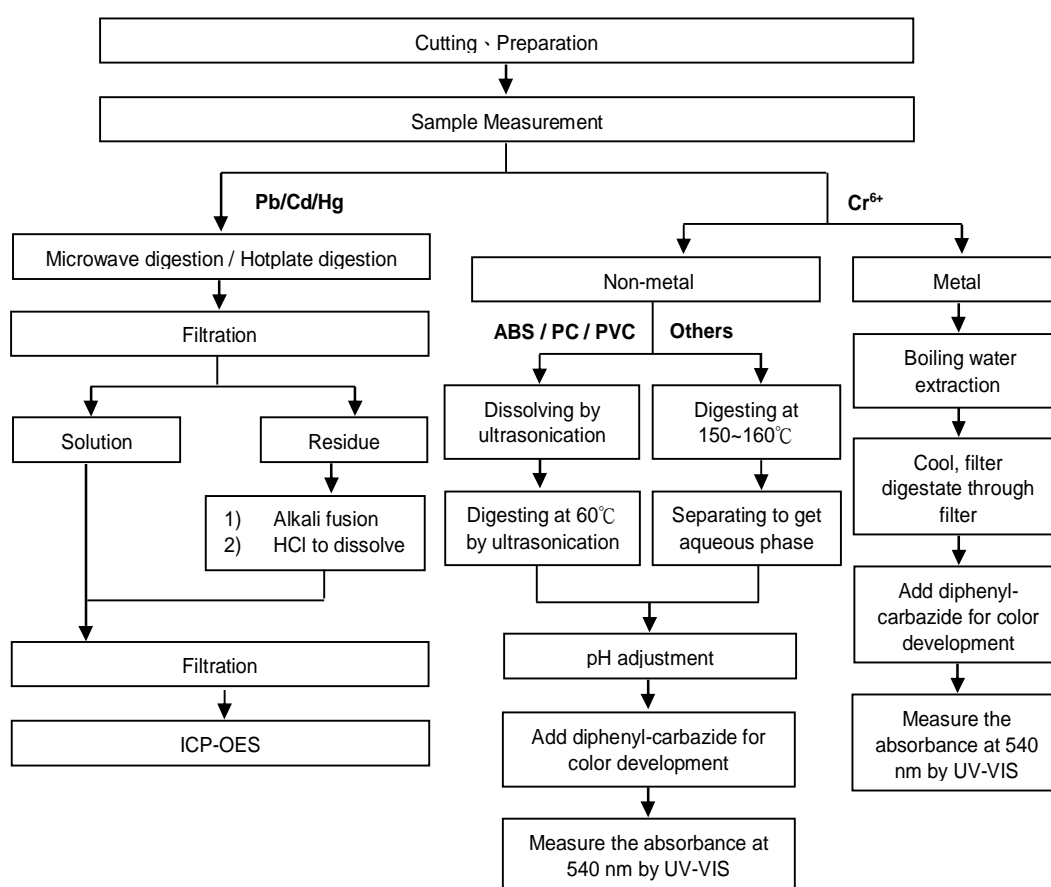 Cutting、Preparation
Sample Measurement
Pb/Cd/Hg
Cr⁶⁺
Microwave digestion / Hotplate digestion
Non-metal
Metal
Filtration
ABS / PC / PVC
Others
Boiling water
extraction
Solution
Residue
Dissolving by
ultrasonication
Digesting at
150~160℃
Cool, filter
digestate through
filter
1) Alkali fusion
2) HCl to dissolve
Digesting at 60℃
by ultrasonication
Separating to get
aqueous phase
Add diphenyl-
carbazide for color
development
Filtration
pH adjustment
ICP-OES
Add diphenyl-carbazide for
color development
Measure the
absorbance at 540
nm by UV-VIS
Measure the absorbance at
540 nm by UV-VIS